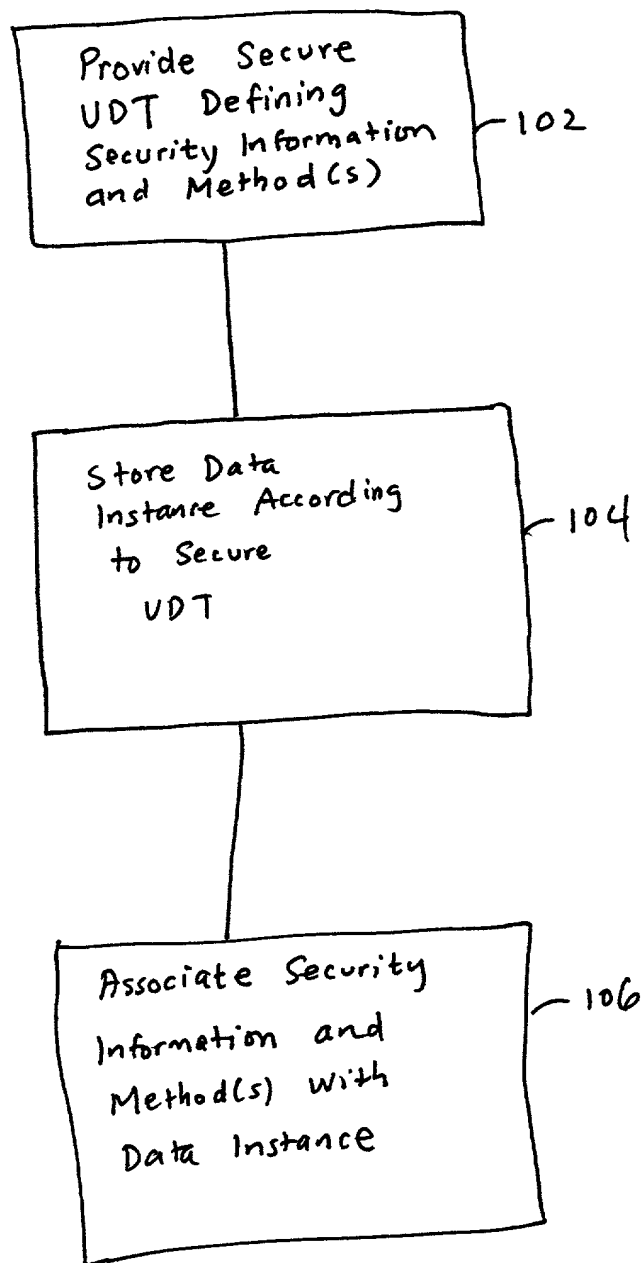 Provide Secure
UDT Defining
Security Information
and Method(s)
102
Store Data
Instance According
to Secure
UDT
104
Associate Security
Information and
Method(s) with
Data Instance
106